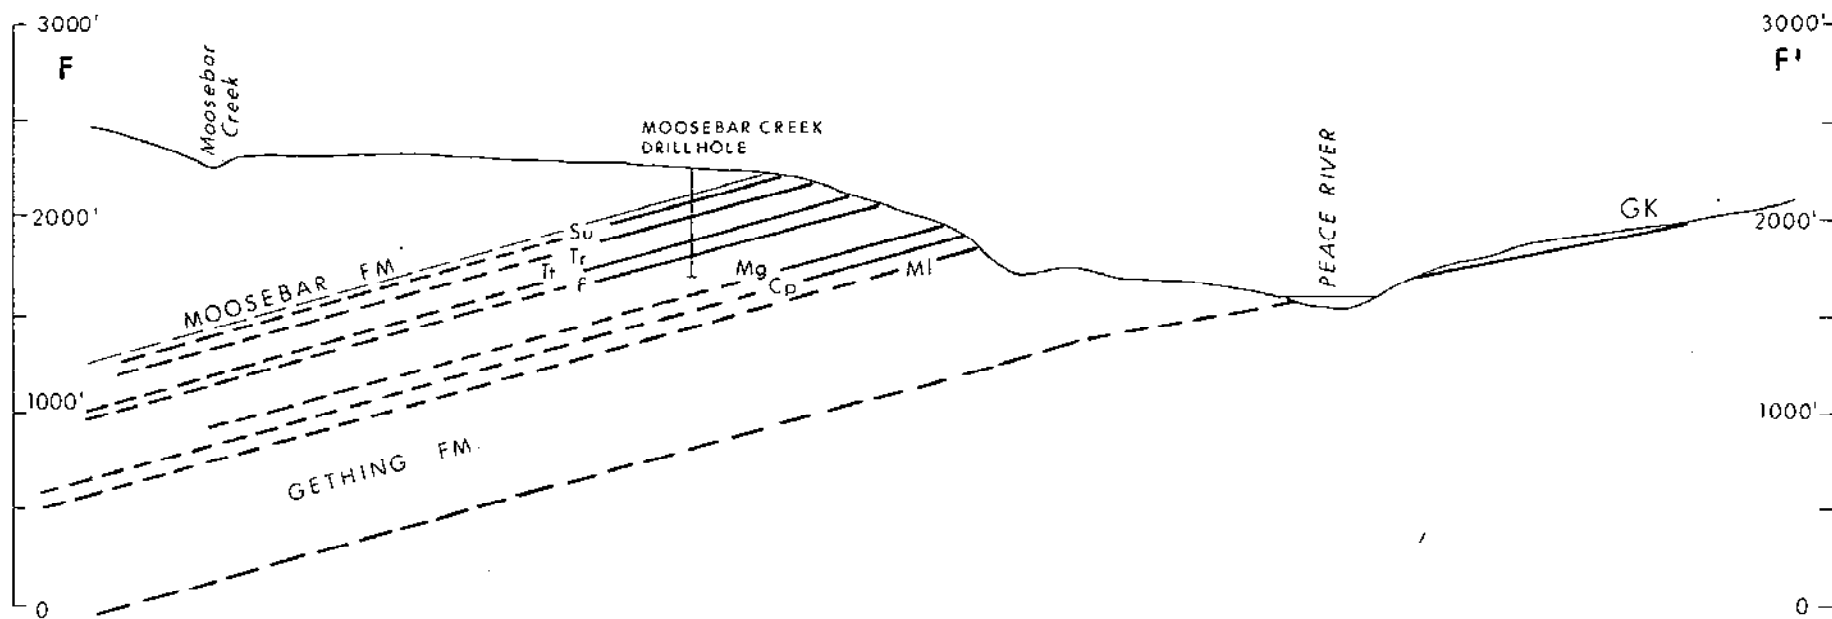 3000'
3000'
F
F'
Moosebar
Creek
MOOSEBAR CREEK
DRILLHOLE
PEACE RIVER
GK
2000'
2000'
Su
Tr
Tt
f
Mg
Cp
Ml
MOOSEBAR FM
1000'
1000'
GETHING FM.
0
0